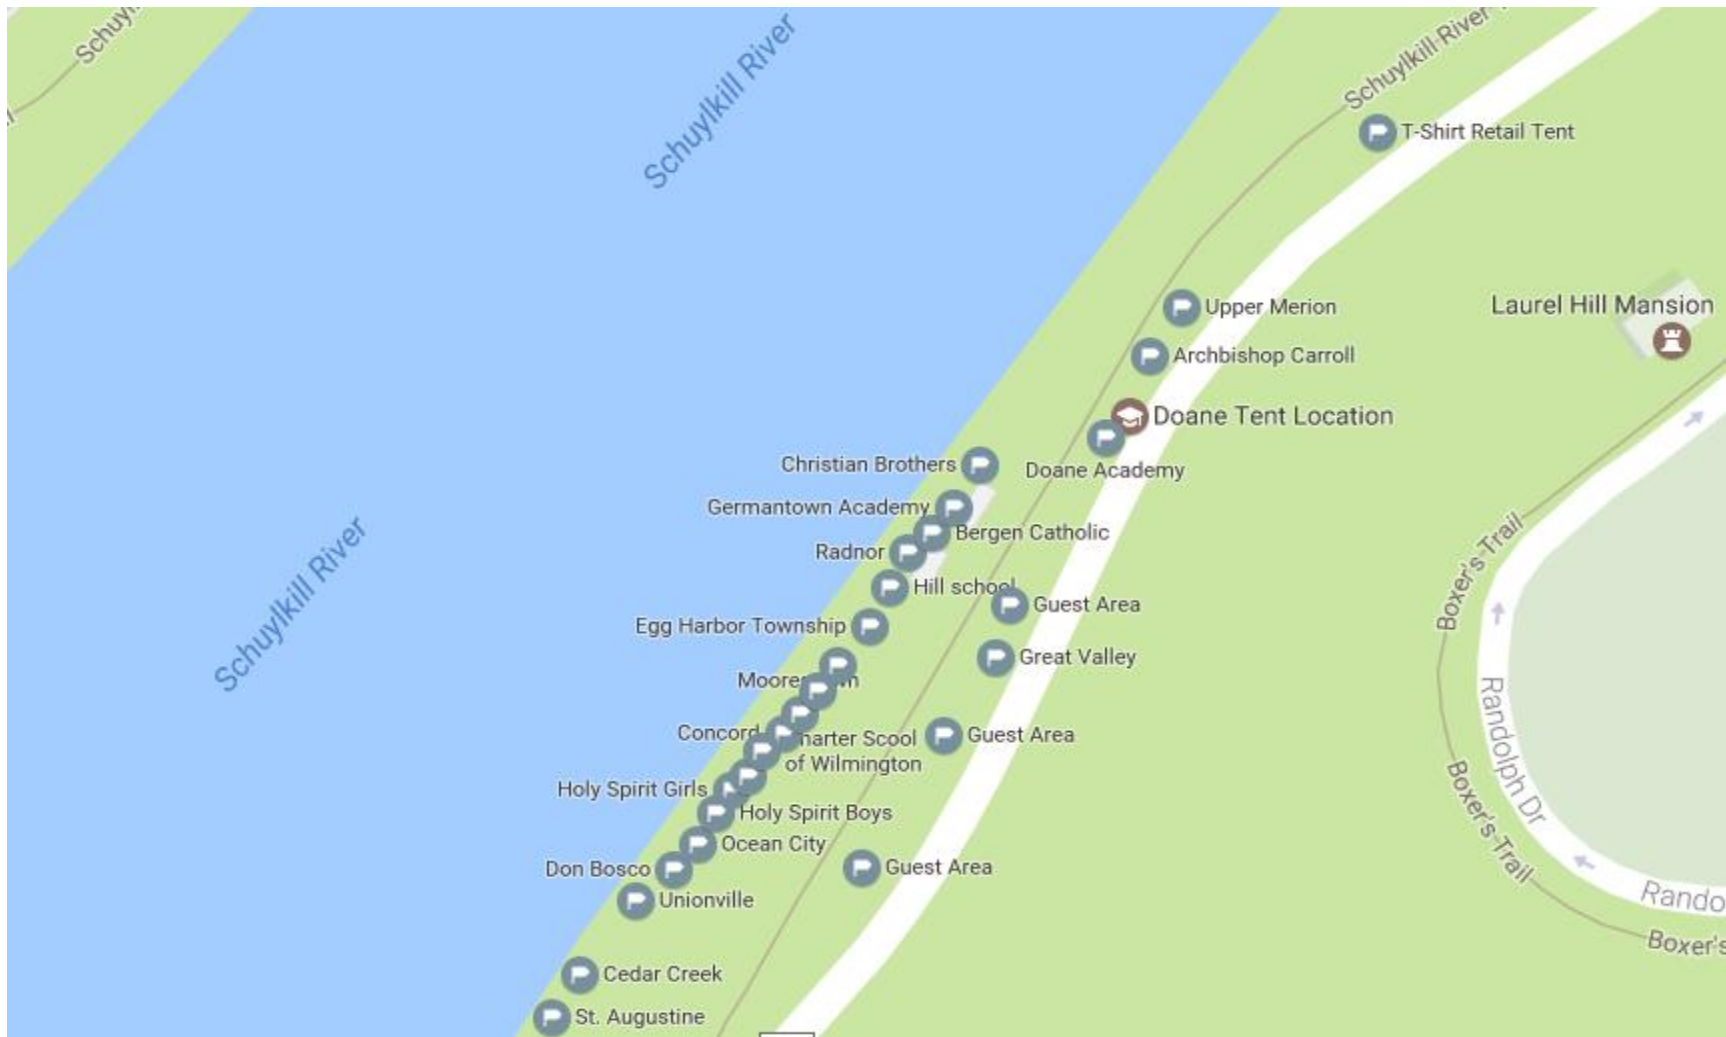 Schuylkill River
Schuylkill River
T-Shirt Retail Tent
Upper Merion
Laurel Hill Mansion
Archbishop Carroll
Doane Tent Location
Christian Brothers
Doane Academy
Germantown Academy
Bergen Catholic
Radnor
Schuylkill River
Hill school
Guest Area
Egg Harbor Township
Boxer's Trail
Great Valley
Concord
Guest Area
of Wilmington
Randolph Dr
Holy Spirit Girls
Holy Spirit Boys
Boxer's Trail
Ocean City
Don Bosco
Guest Area
Unionville
Boxer's
Cedar Creek
St. Augustine